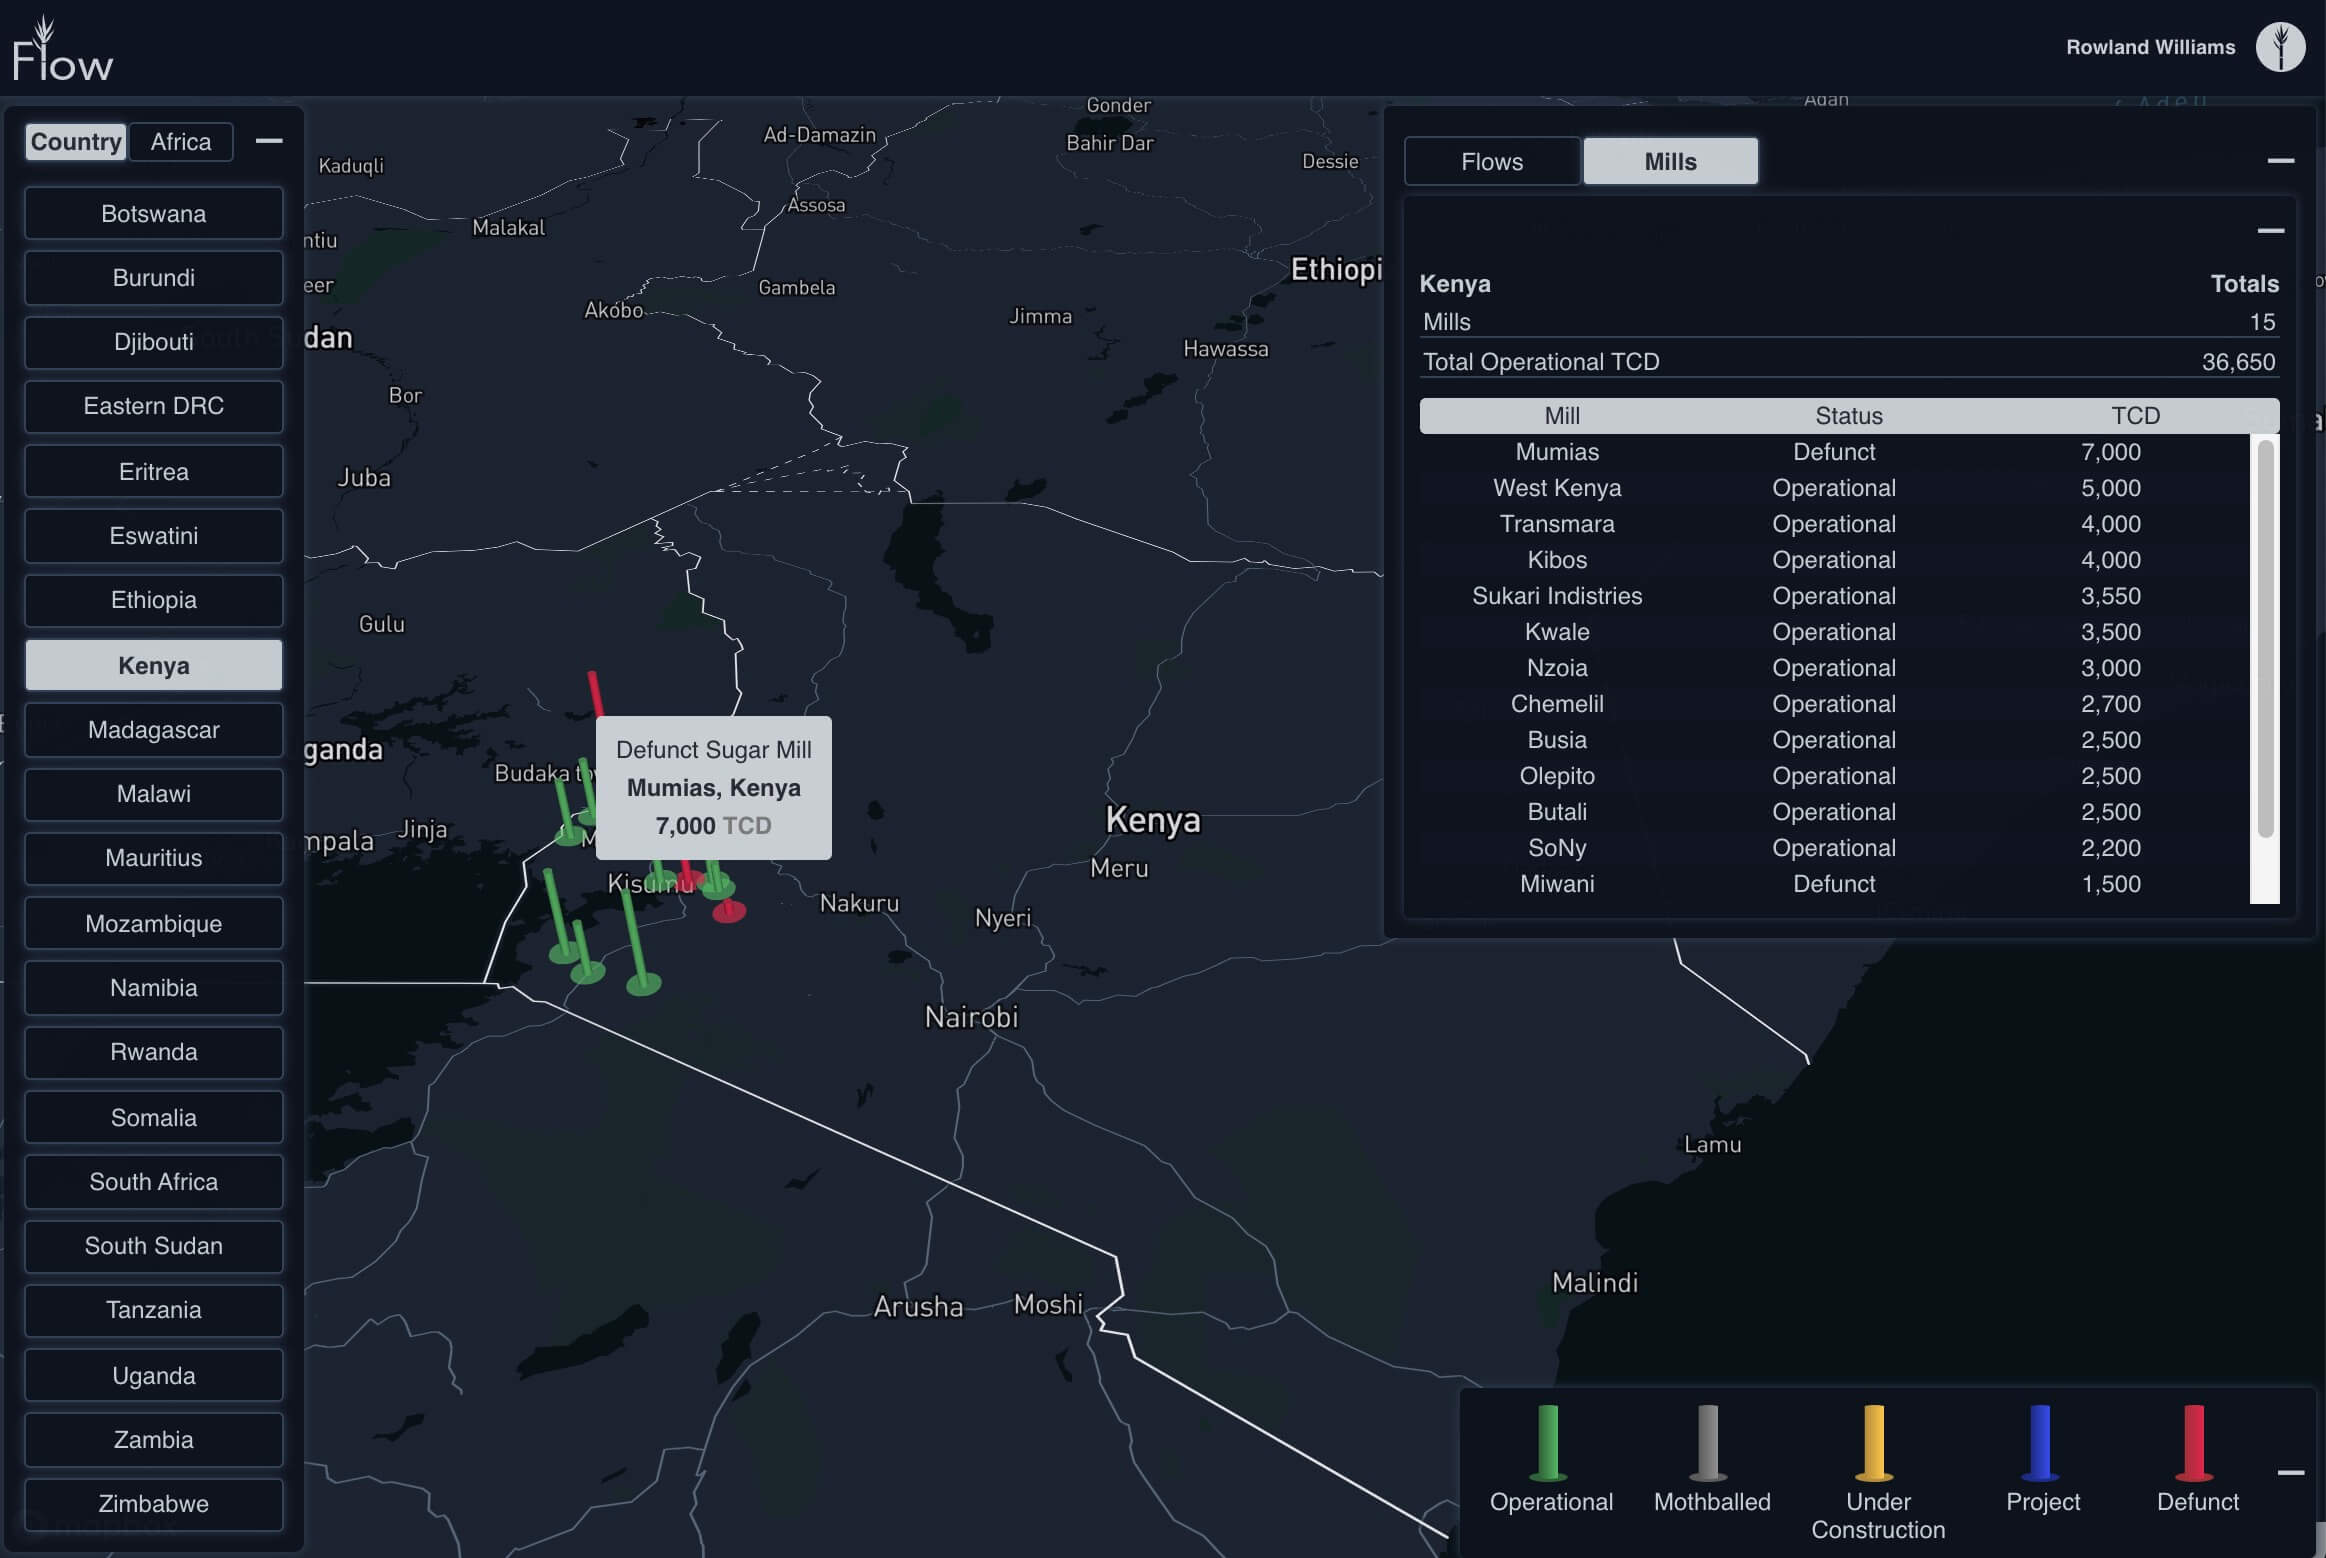 Flow
Rowland Williams
Country
Africa
Botswana
Burundi
Djibouti
Eastern DRC
Eritrea
Eswatini
Ethiopia
Kenya
Madagascar
Malawi
Mauritius
Mozambique
Namibia
Rwanda
Somalia
South Africa
South Sudan
Tanzania
Uganda
Zambia
Zimbabwe
mapbox
Gonder
Ad-Damazin
Bahir Dar
Kaduqli
Dessie
Assosa
Malakal
ntiu
Ethiopi
eer
Gambela
Akobo
Jimma
dan
Hawassa
Bor
Juba
Gulu
ganda
Budaka to
Defunct Sugar Mill
Mumias, Kenya
7,000 TCD
Kenya
Jinja
mpala
M
Meru
Kisumu
Nakuru
Nyeri
Nairobi
Lamu
Malindi
Arusha
Moshi
Adan
Aden
Flows
Mills
Kenya Totals
Mills 15
Total Operational TCD 36,650
Mill Status TCD
Mumias Defunct 7,000
West Kenya Operational 5,000
Transmara Operational 4,000
Kibos Operational 4,000
Sukari Indistries Operational 3,550
Kwale Operational 3,500
Nzoia Operational 3,000
Chemelil Operational 2,700
Busia Operational 2,500
Olepito Operational 2,500
Butali Operational 2,500
SoNy Operational 2,200
Miwani Defunct 1,500
Operational
Mothballed
Under
Construction
Project
Defunct